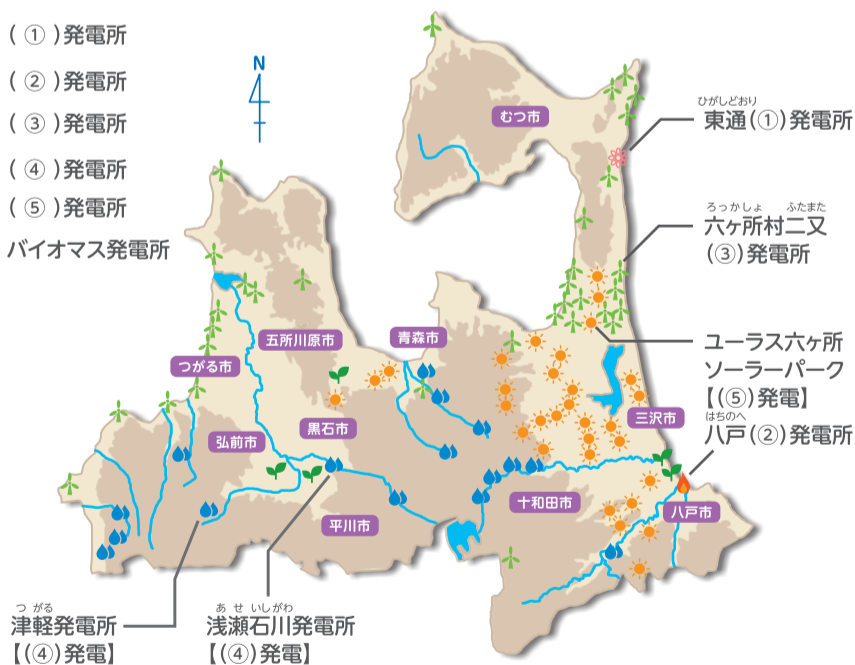 ( ① )発電所
( ② )発電所
( ③ )発電所
( ④ )発電所
( ⑤ )発電所
バイオマス発電所
N
むつ市
ひがしどおり
東通(①)発電所
ろっかしょ ふたまた
六ヶ所村二又
(③)発電所
ユーラス六ヶ所
ソーラーパーク
【(⑤)発電】
はちのへ
八戸(②)発電所
青森市
五所川原市
つがる市
黒石市
弘前市
三沢市
十和田市
八戸市
平川市
つがる
津軽発電所
【(④)発電】
あせいしがわ
浅瀬石川発電所
【(④)発電】